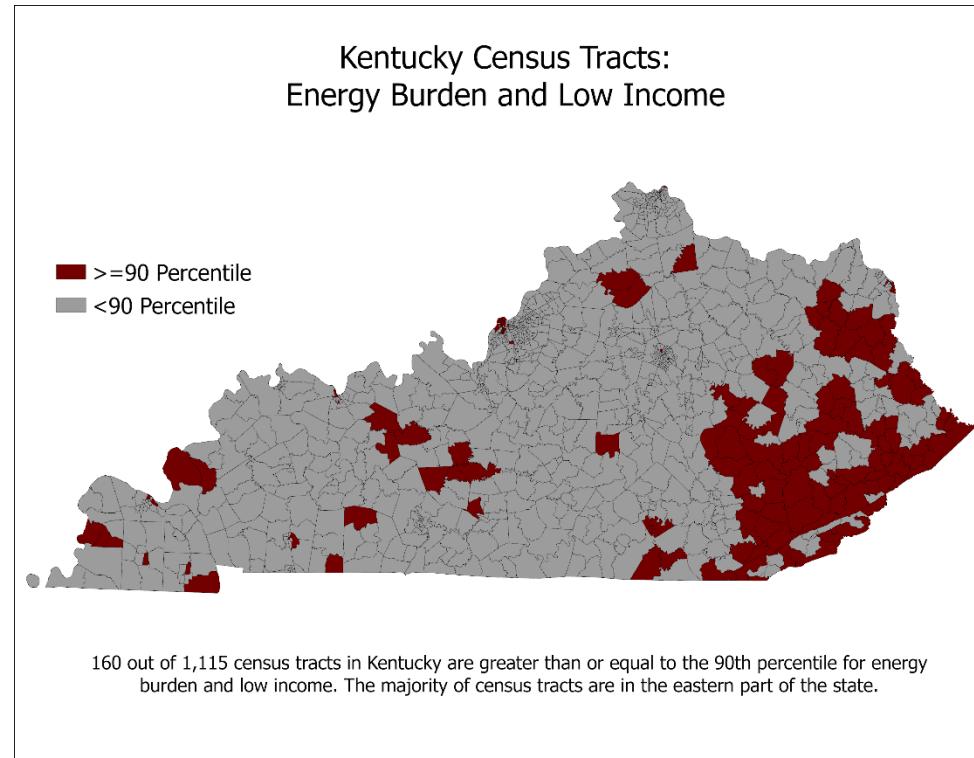 Kentucky Census Tracts:
Energy Burden and Low Income
>=90 Percentile
<90 Percentile
160 out of 1,115 census tracts in Kentucky are greater than or equal to the 90th percentile for energy
burden and low income. The majority of census tracts are in the eastern part of the state.